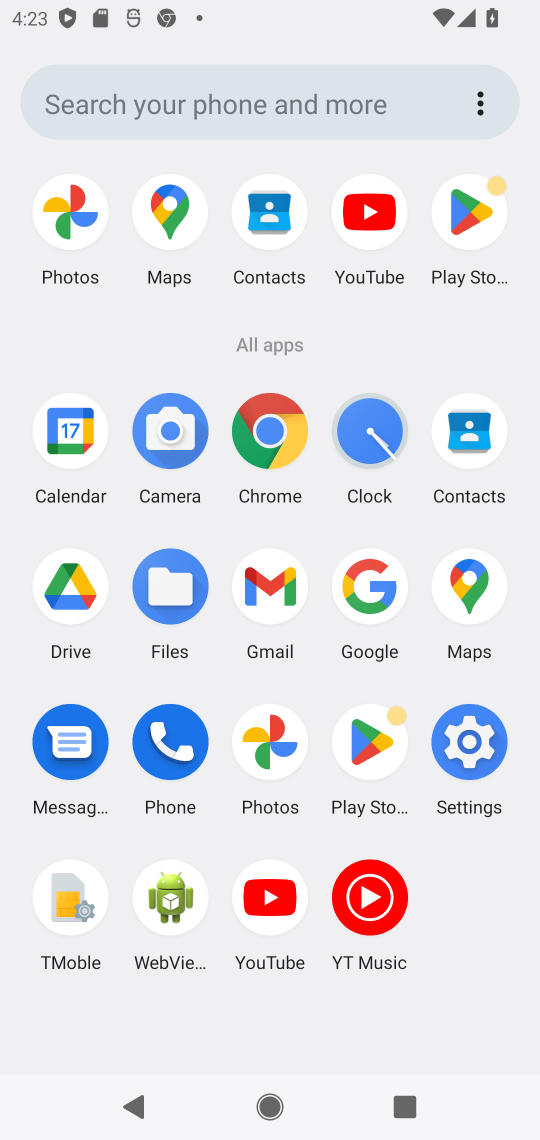 4:23
Search your phone and more
Photos Maps Contacts YouTube Play Sto...
All apps
17
Calendar Camera Chrome Clock Contacts
Drive Files Gmail Google Maps
Messag... Phone Photos Play Sto... Settings
TMoble WebVie... YouTube YT Music